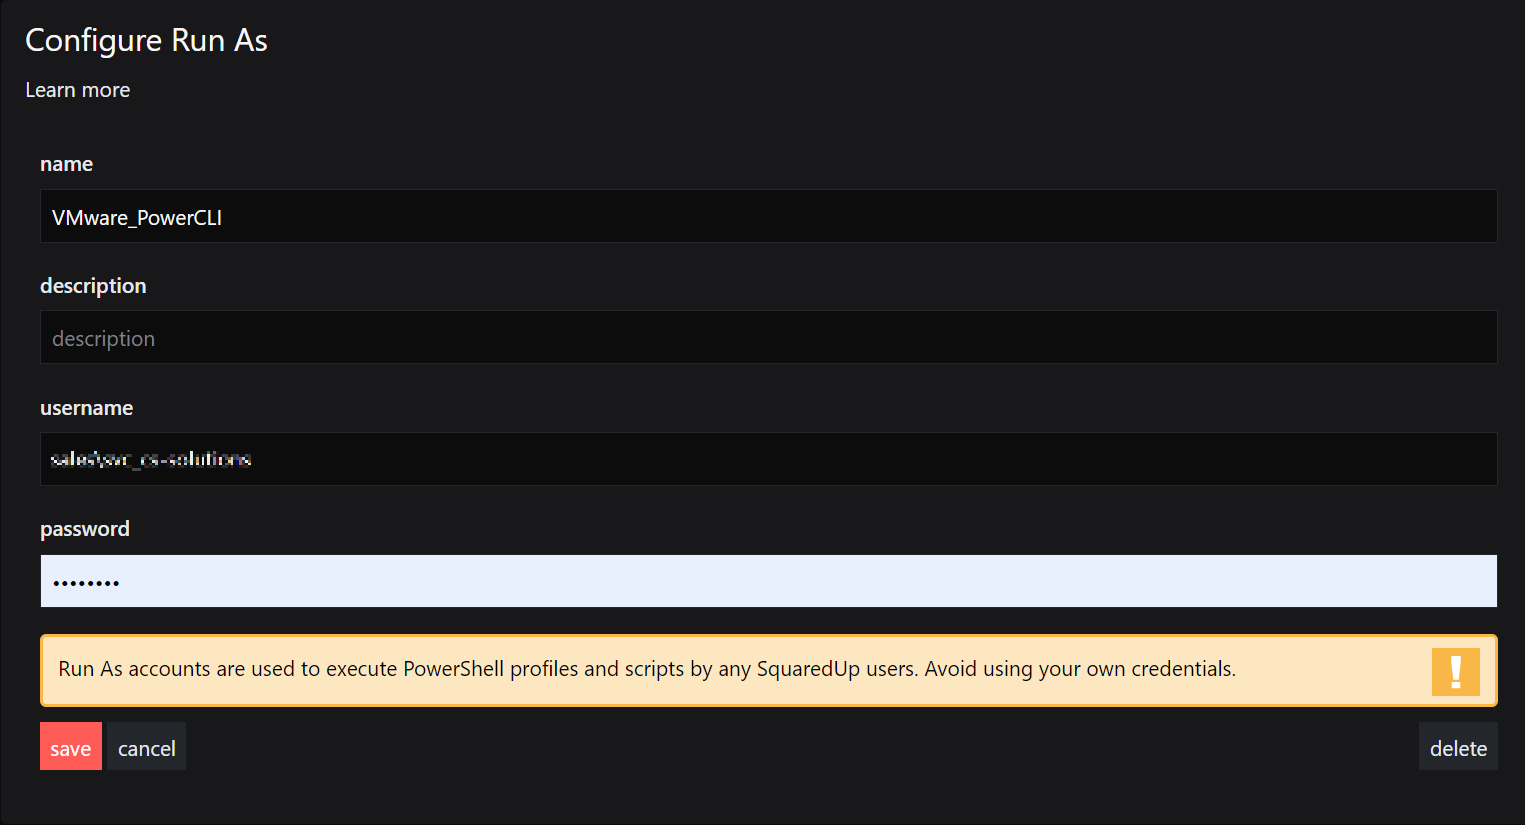 Configure Run As
Learn more
name
VMware_PowerCLI
description
description
username
password
••••••••
Run As accounts are used to execute PowerShell profiles and scripts by any SquaredUp users. Avoid using your own credentials.
!
save cancel delete